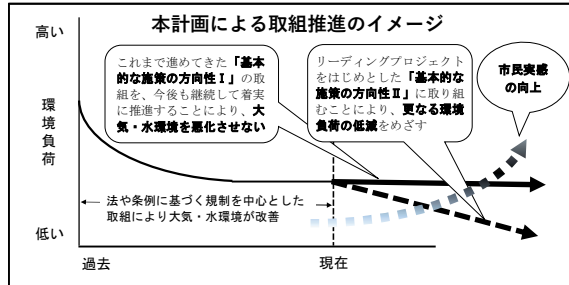 本計画による取組推進のイメージ
高い
環境負荷
低い
これまで進めてきた「基本
的な施策の方向性Ⅰ」の取
組を、今後も継続して着実
に推進することにより、大
気・水環境を悪化させない
リーディングプロジェクト
をはじめとした「基本的な
施策の方向性Ⅱ」に取り組
むことにより、更なる環境
負荷の低減をめざす
市民実感
の向上
法や条例に基づく規制を中心とした
取組により大気・水環境が改善
過去
現在